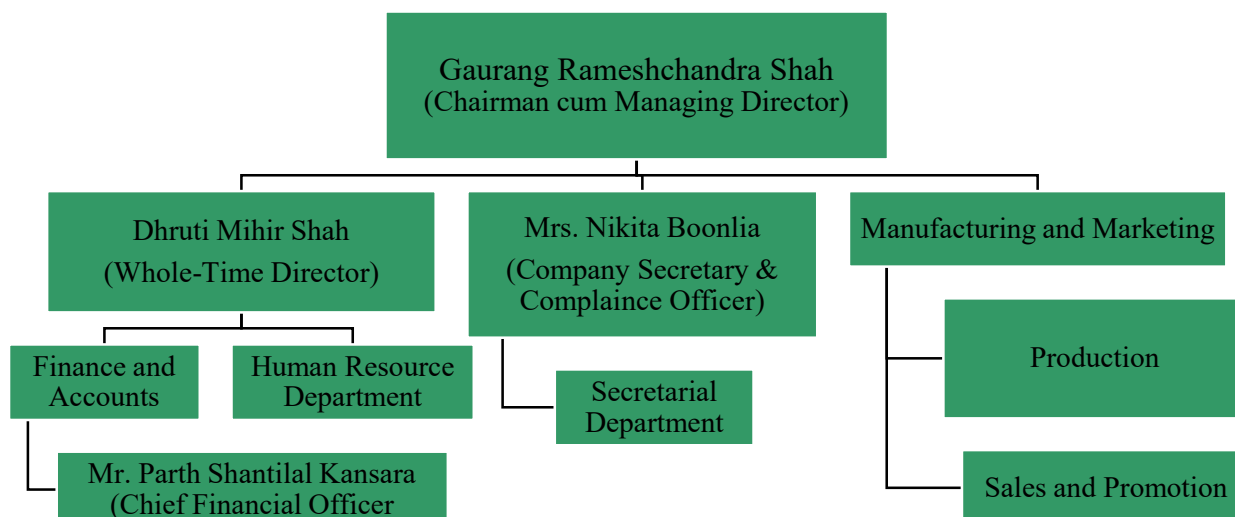 Gaurang Rameshchandra Shah
(Chairman cum Managing Director)
Dhruti Mihir Shah
(Whole-Time Director)
Mrs. Nikita Boonlia
(Company Secretary &
Complaince Officer)
Manufacturing and Marketing
Finance and
Accounts
Human Resource
Department
Secretarial
Department
Production
Mr. Parth Shantilal Kansara
(Chief Financial Officer
Sales and Promotion